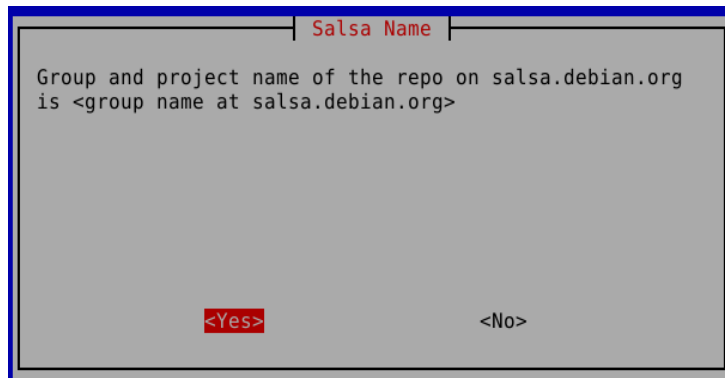 Salsa Name
Group and project name of the repo on salsa.debian.org
is <group name at salsa.debian.org>
<Yes> <No>